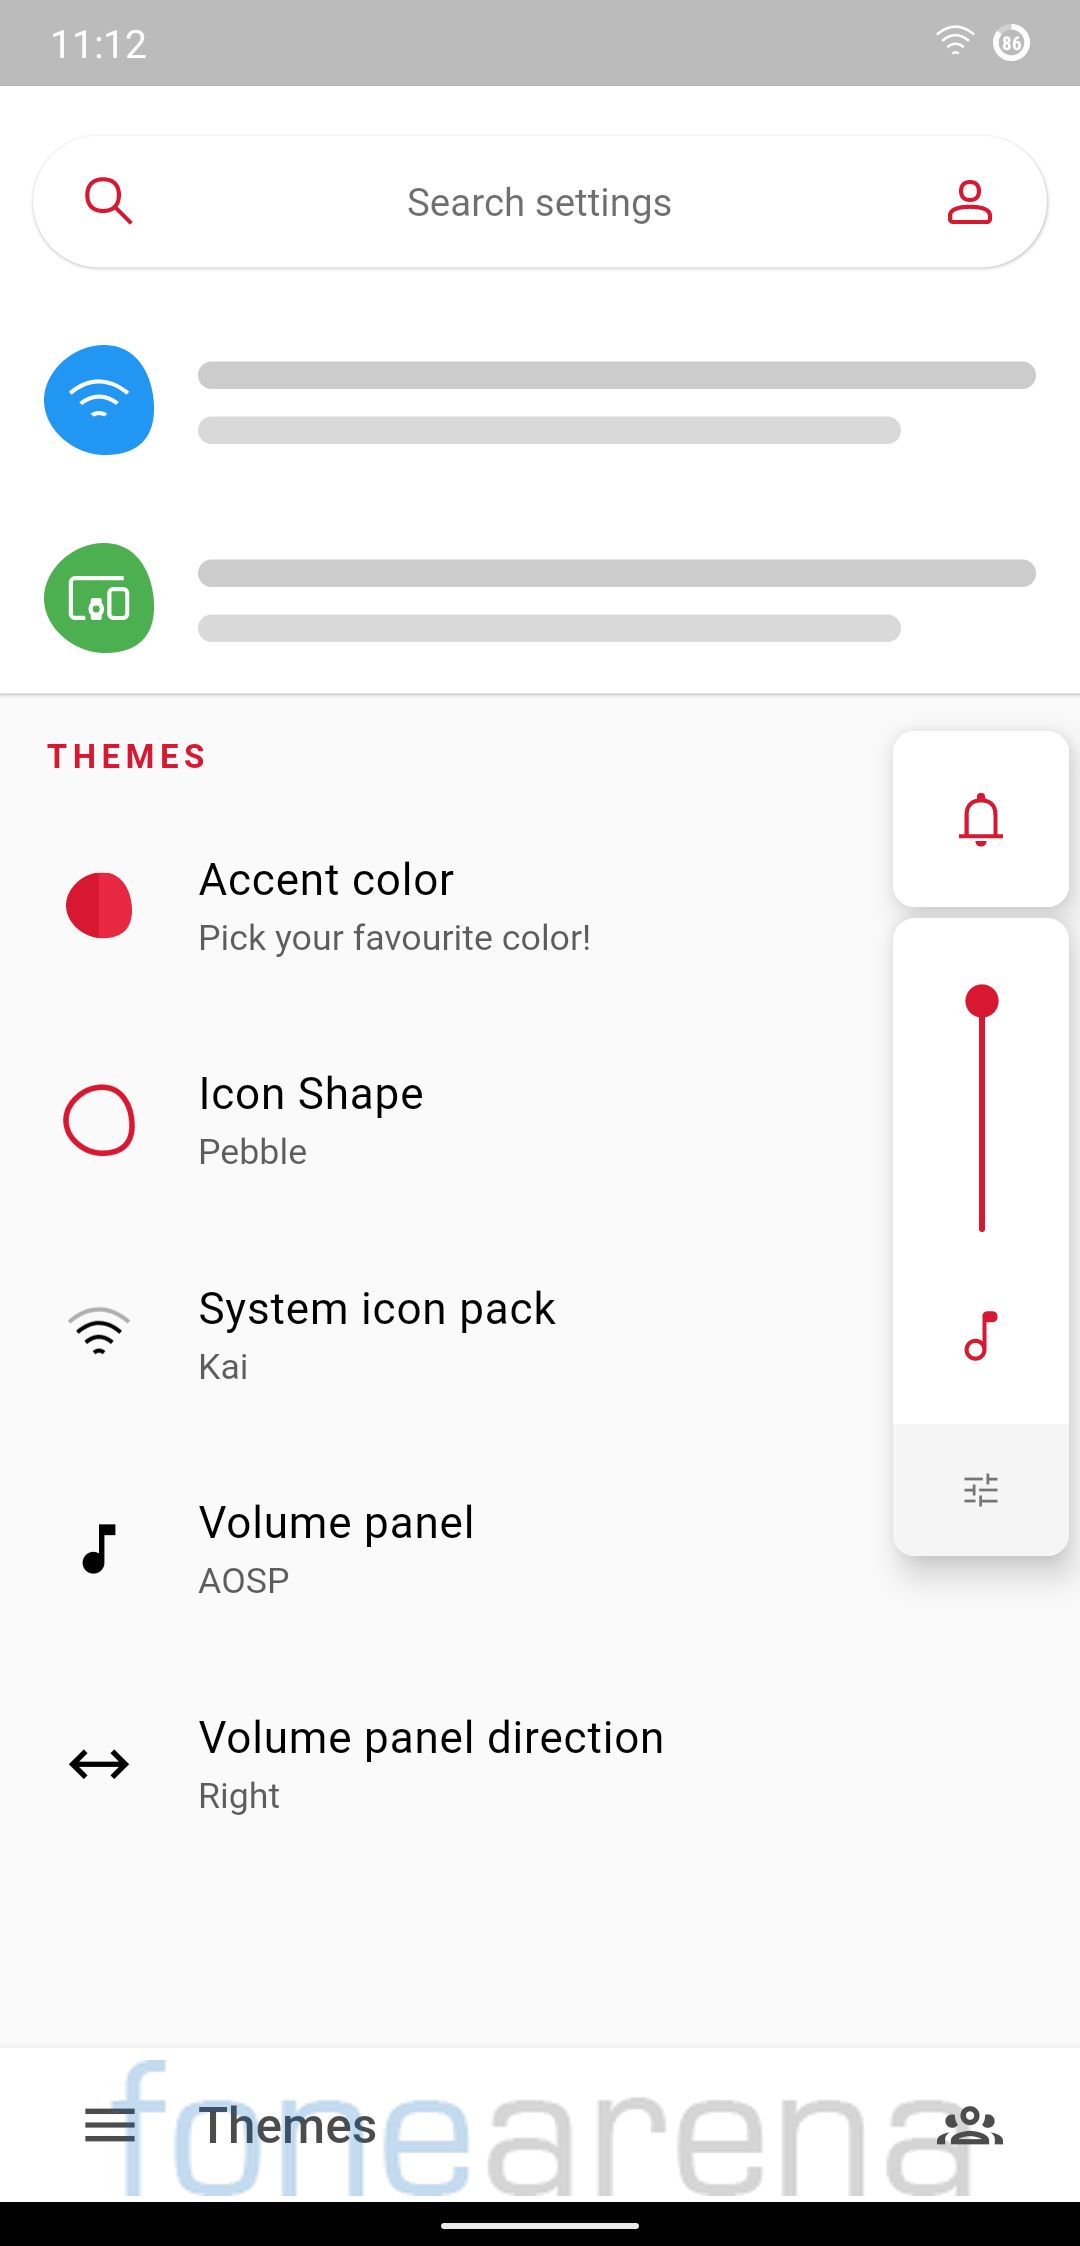 11:12
86
Search settings
THEMES
Accent color
Pick your favourite color!
Icon Shape
Pebble
System icon pack
Kai
Volume panel
AOSP
Volume panel direction
Right
Themes
fonearena